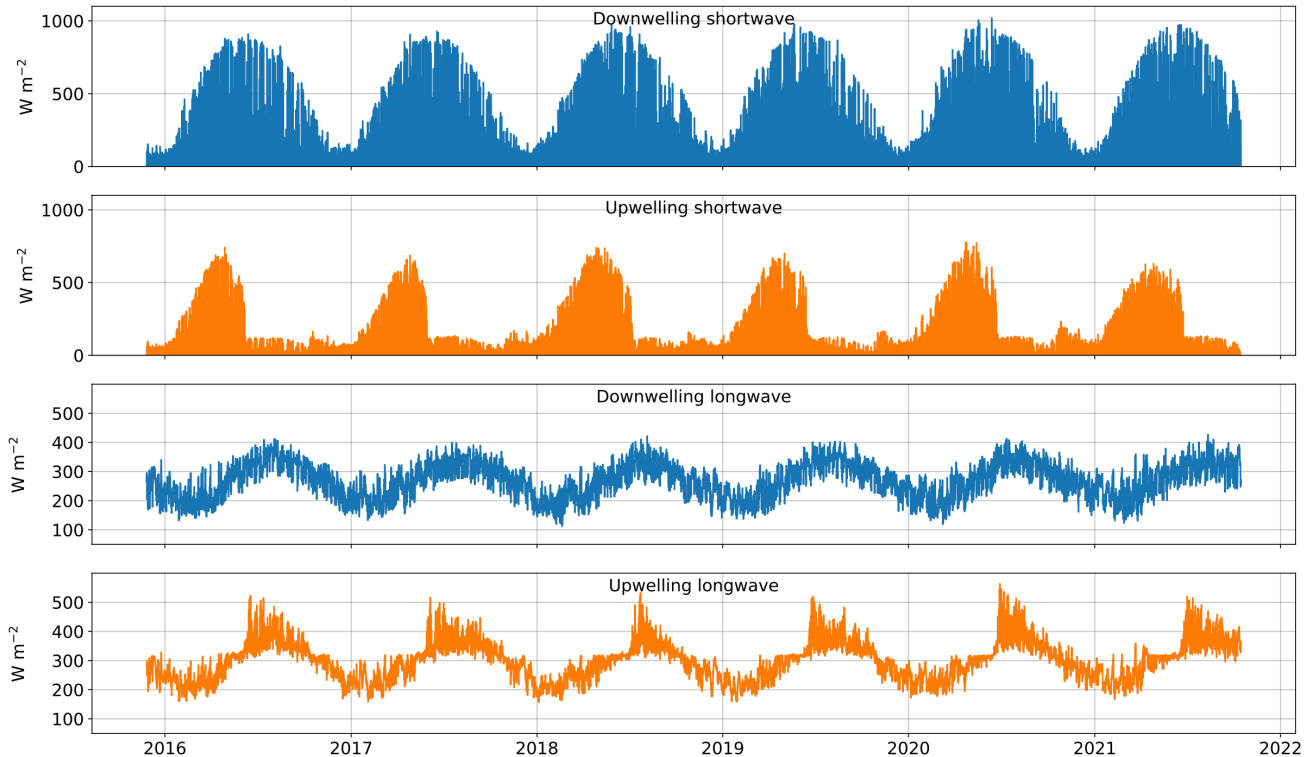 Downwelling shortwave
1000
500
0
W m⁻²
Upwelling shortwave
1000
500
0
W m⁻²
Downwelling longwave
500
400
300
200
100
W m⁻²
Upwelling longwave
500
400
300
200
100
W m⁻²
2016 2017 2018 2019 2020 2021 2022